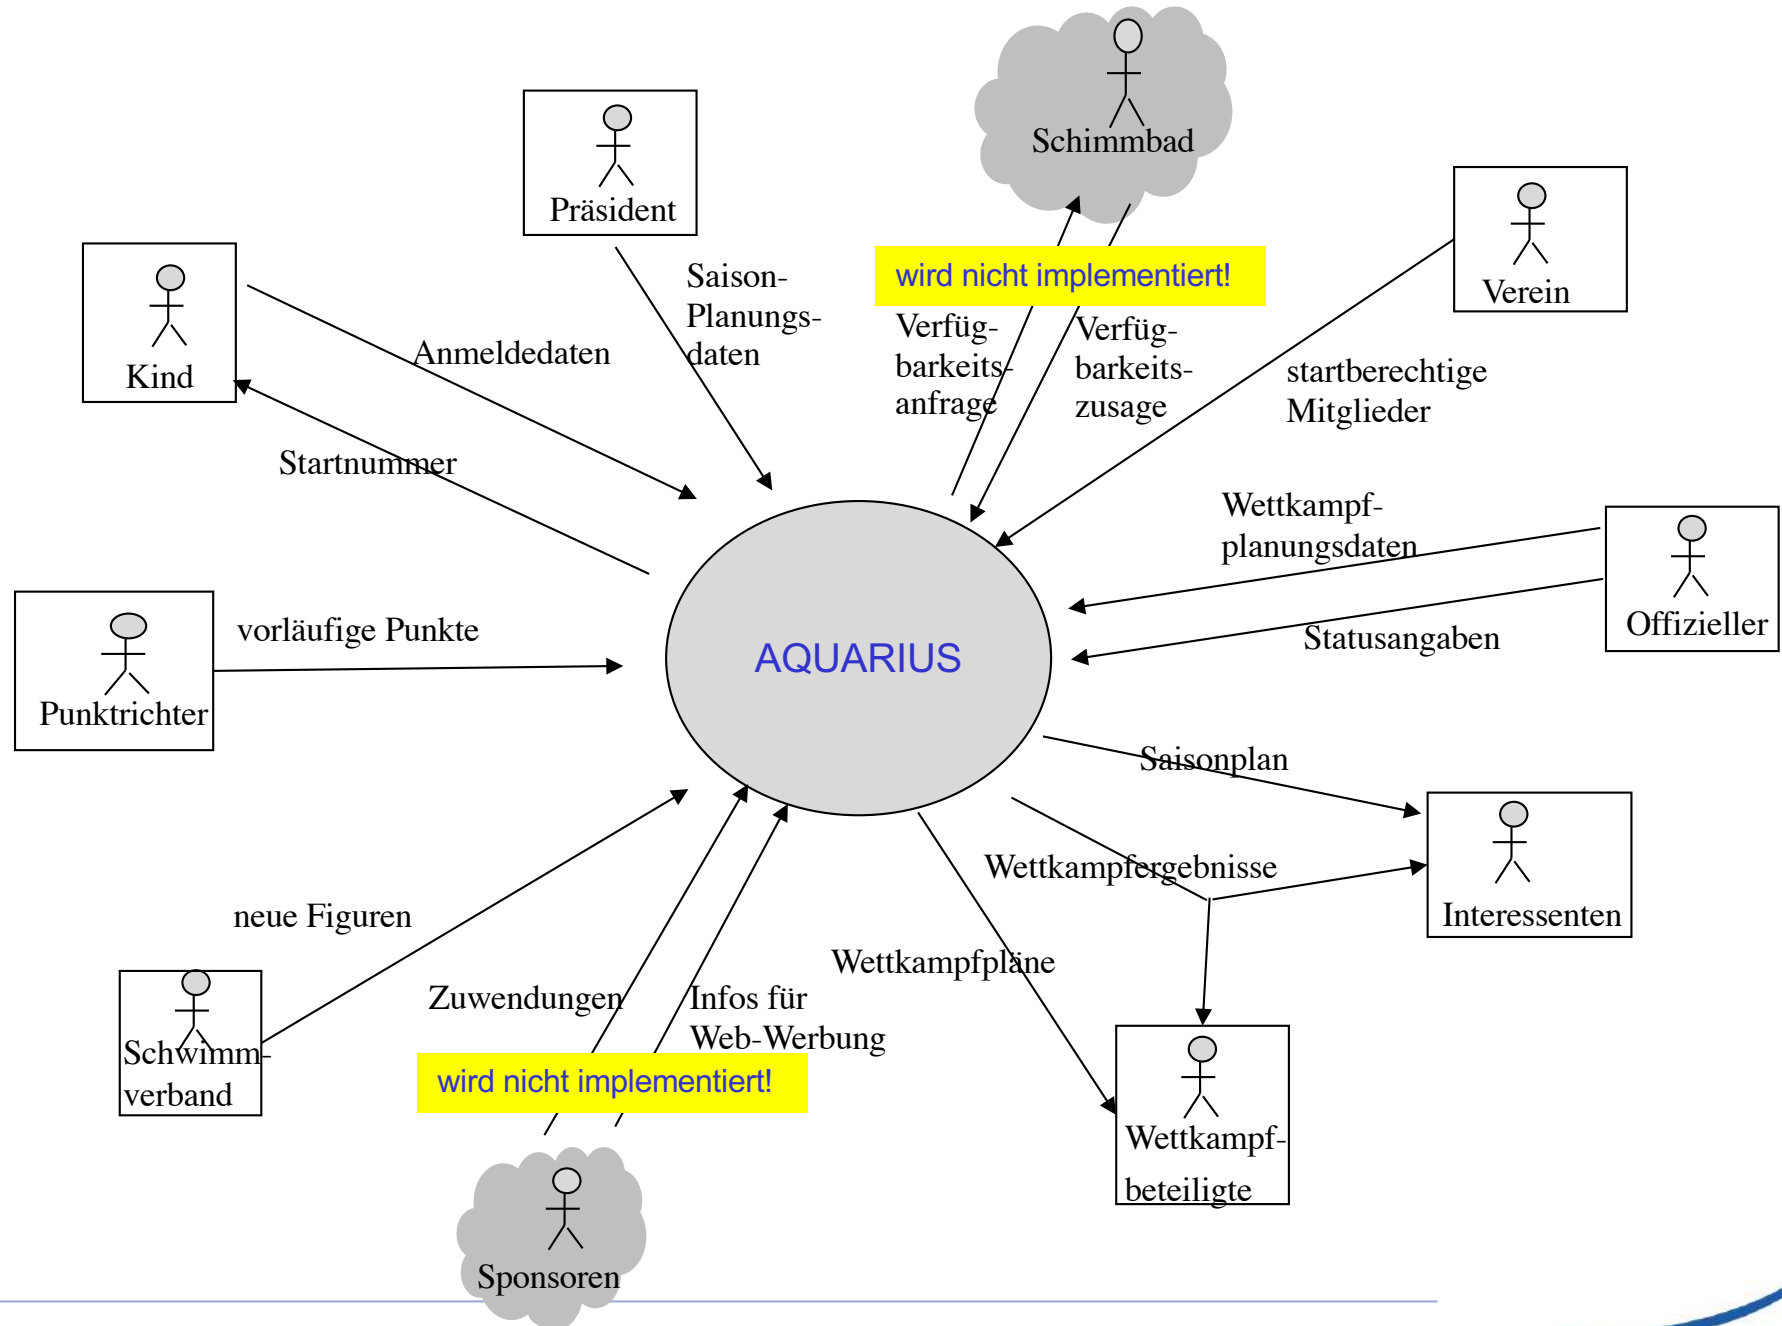 Schimmbad
Präsident
Verein
Kind
Saison-
Planungs-
daten
wird nicht implementiert!
Verfüg-
barkeits-
anfrage
Verfüg-
barkeits-
zusage
Anmeldedaten
startberechtige
Mitglieder
Startnummer
Wettkampf-
planungsdaten
Offizieller
Statusangaben
vorläufige Punkte
Punktrichter
AQUARIUS
Saisonplan
Wettkampfergebnisse
Interessenten
neue Figuren
Wettkampfpläne
Schwimm-
verband
Zuwendungen
Infos für
Web-Werbung
wird nicht implementiert!
Wettkampf-
beteiligte
Sponsoren